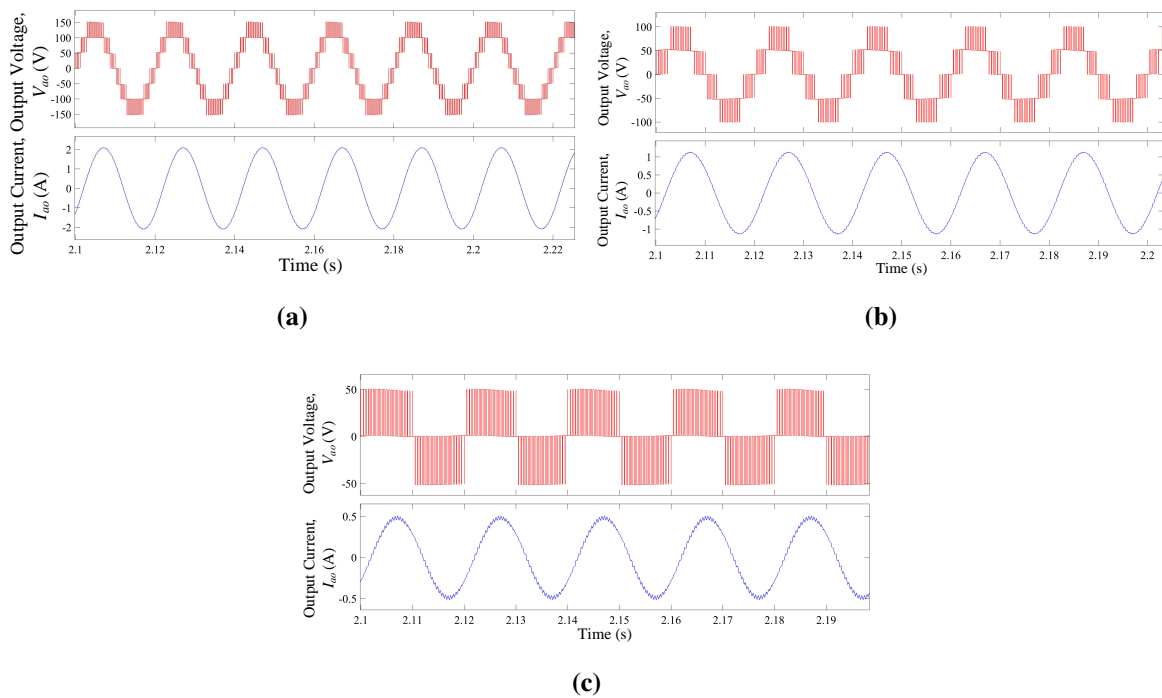 Output Voltage,
V_ao (V)
150
100
50
0
-50
-100
-150
Output Current,
I_ao (A)
2
1
0
-1
-2
2.1 2.12 2.14 2.16 2.18 2.2 2.22
Time (s)
(a)
Output Voltage,
V_ao (V)
100
50
0
-50
-100
Output Current,
I_ao (A)
1
0.5
0
-0.5
-1
2.1 2.11 2.12 2.13 2.14 2.15 2.16 2.17 2.18 2.19 2.2
Time (s)
(b)
Output Voltage,
V_ao (V)
50
0
-50
Output Current,
I_ao (A)
0.5
0
-0.5
2.1 2.11 2.12 2.13 2.14 2.15 2.16 2.17 2.18 2.19
Time (s)
(c)